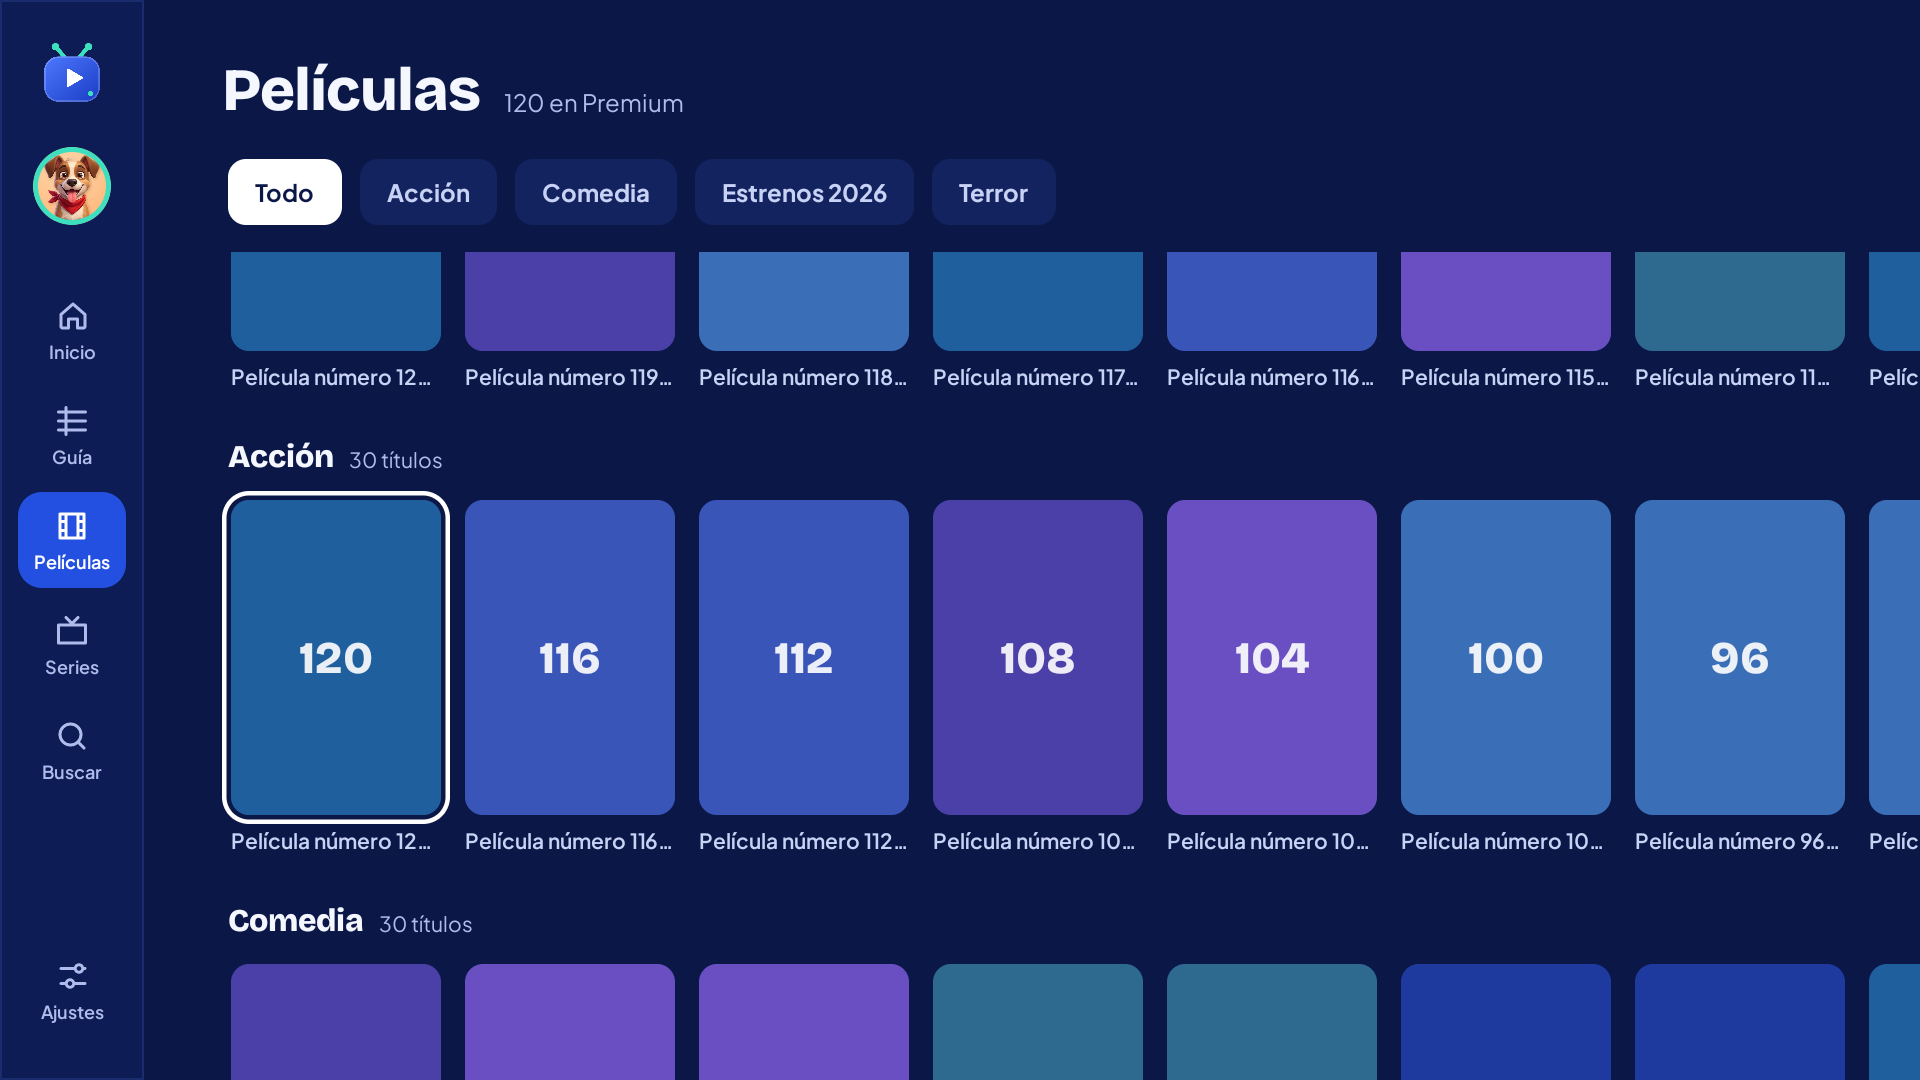 Películas 120 en Premium
Todo Acción Comedia Estrenos 2026 Terror
Inicio
Guía
Películas
Series
Buscar
Ajustes
Película número 12… Película número 119… Película número 118… Película número 117… Película número 116… Película número 115… Película número 11… Pelíc
Acción 30 títulos
120 116 112 108 104 100 96
Película número 12… Película número 116… Película número 112… Película número 10… Película número 10… Película número 10… Película número 96… Pelíc
Comedia 30 títulos